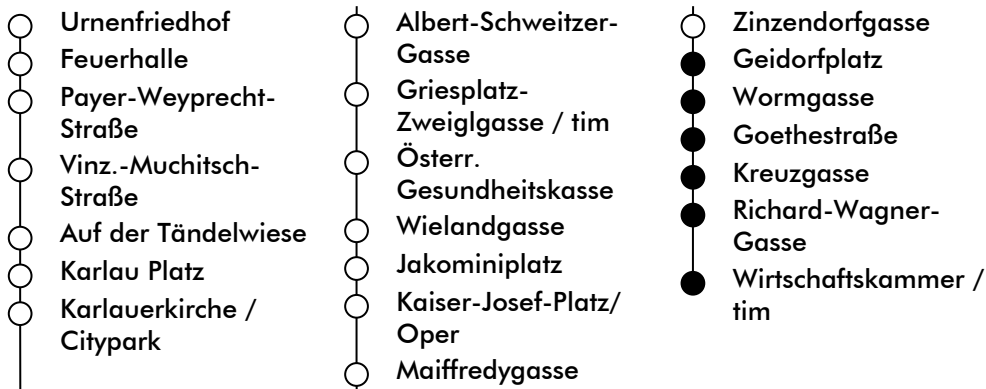 Urnenfriedhof
Feuerhalle
Payer-Weyprecht-
Straße
Vinz.-Muchitsch-
Straße
Auf der Tändelwiese
Karlau Platz
Karlauerkirche /
Citypark
Albert-Schweitzer-
Gasse
Griesplatz-
Zweiglgasse / tim
Österr.
Gesundheitskasse
Wielandgasse
Jakominiplatz
Kaiser-Josef-Platz/
Oper
Maiffredygasse
Zinzendorfgasse
Geidorfplatz
Wormgasse
Goethestraße
Kreuzgasse
Richard-Wagner-
Gasse
Wirtschaftskammer /
tim